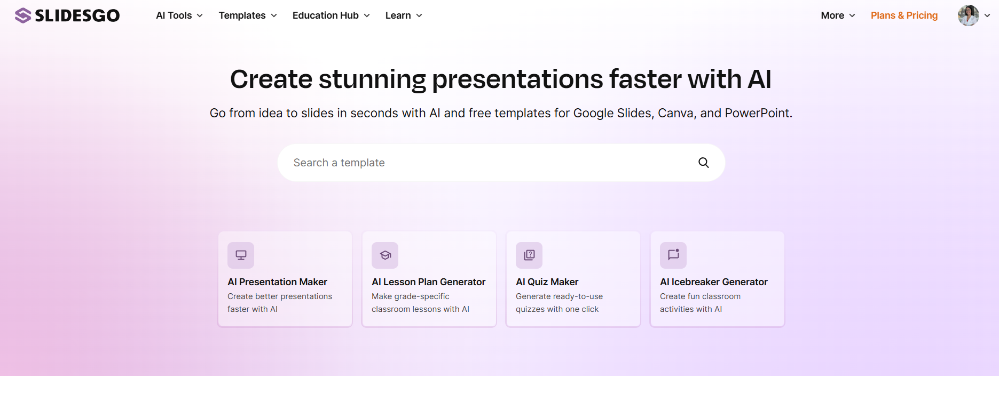 SLIDESGO
AI Tools
Templates
Education Hub
Learn
More
Plans & Pricing
Create stunning presentations faster with AI
Go from idea to slides in seconds with AI and free templates for Google Slides, Canva, and PowerPoint.
Search a template
AI Presentation Maker
Create better presentations
faster with AI
AI Lesson Plan Generator
Make grade-specific
classroom lessons with AI
AI Quiz Maker
Generate ready-to-use
quizzes with one click
AI Icebreaker Generator
Create fun classroom
activities with AI